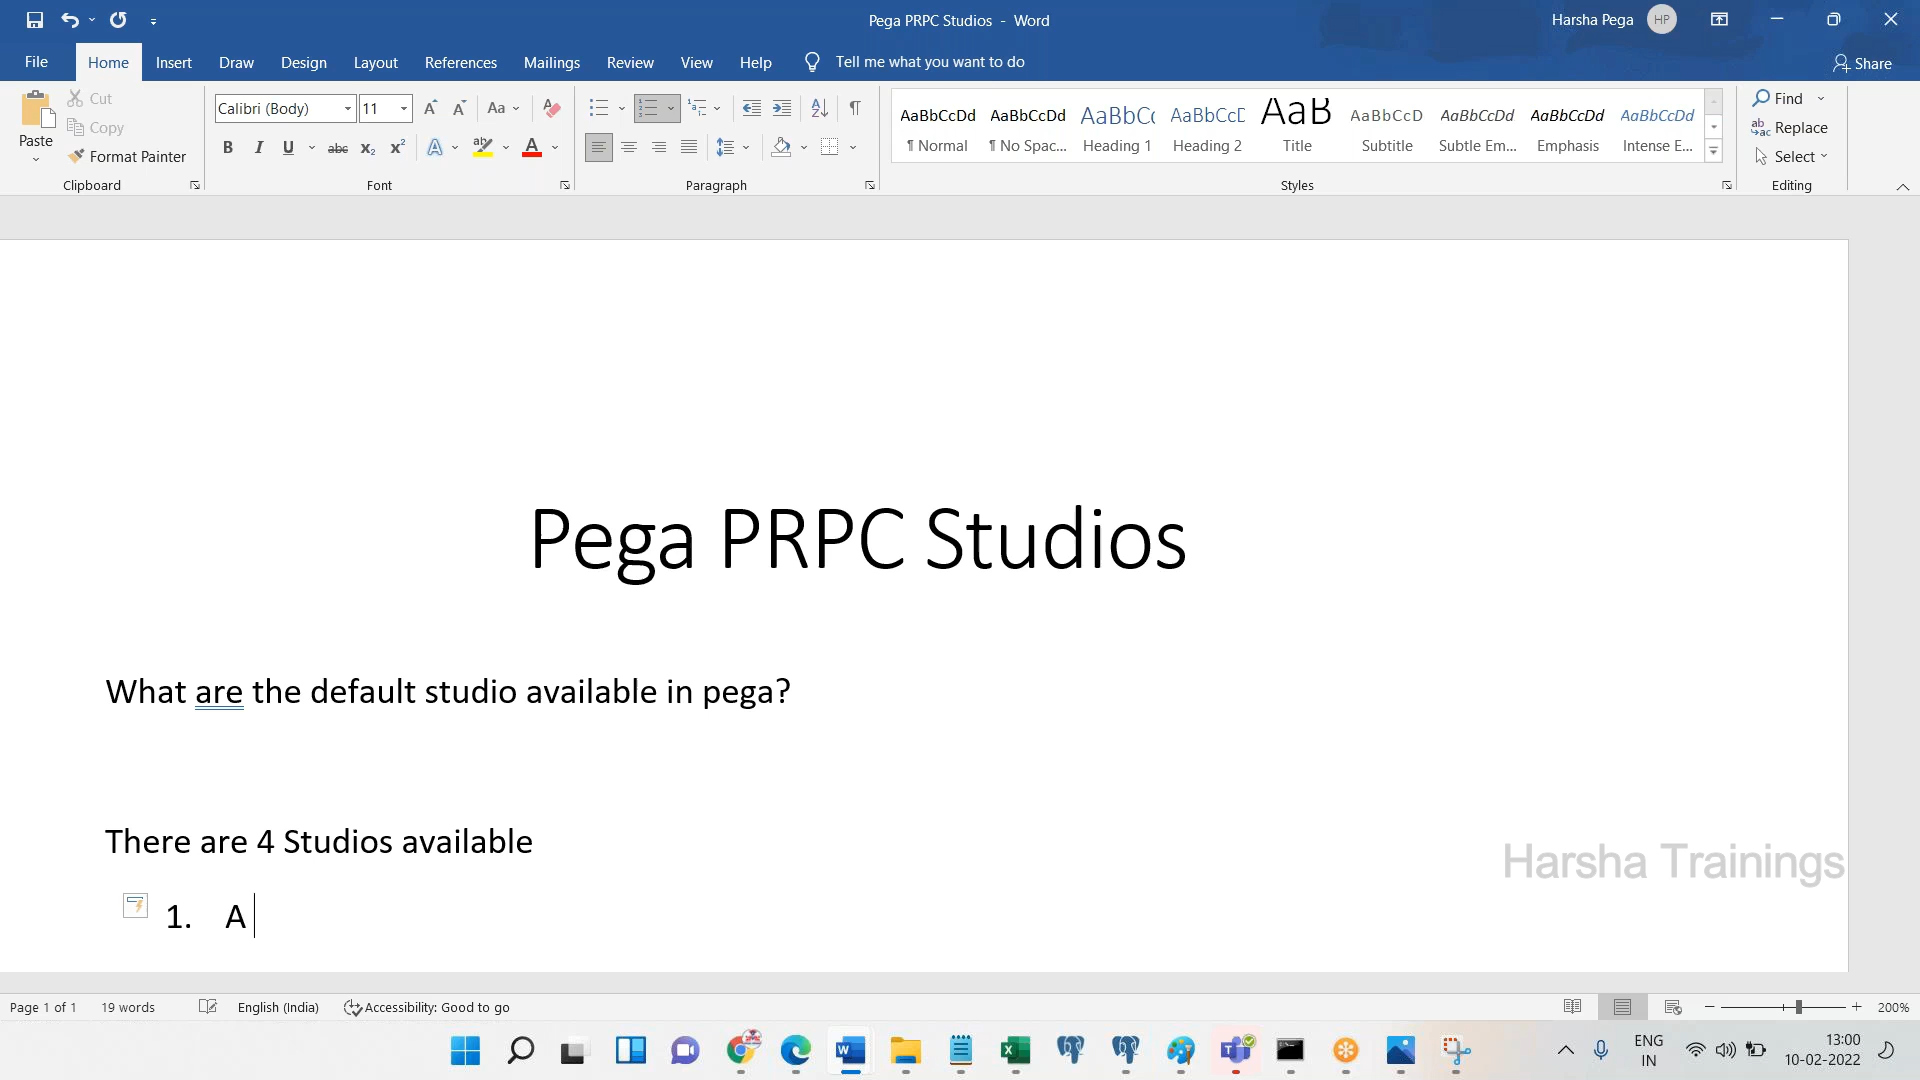 Pega PRPC Studios - Word
Harsha Pega HP
File Home Insert Draw Design Layout References Mailings Review View Help Tell me what you want to do Share
Paste
Cut
Copy
Format Painter
Clipboard
Calibri (Body) 11
Font
Paragraph
AaBbCcDd AaBbCcDd AaBbCc AaBbCcD AaB AaBbCcD AaBbCcDd AaBbCcDd AaBbCcDd
¶ Normal ¶ No Spac... Heading 1 Heading 2 Title Subtitle Subtle Em... Emphasis Intense E...
Styles
Find
Replace
Select
Editing
Pega PRPC Studios
What are the default studio available in pega?
There are 4 Studios available
1. A
Harsha Trainings
Page 1 of 1 19 words English (India) Accessibility: Good to go 200%
ENG
IN
13:00
10-02-2022